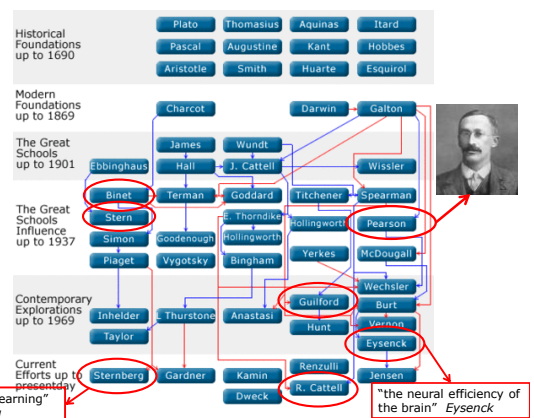 Historical
Foundations
up to 1690
Plato Thomasius Aquinas Itard
Pascal Augustine Kant Hobbes
Aristotle Smith Huarte Esquirol
Modern
Foundations
up to 1869
Charcot Darwin Galton
The Great
Schools
up to 1901
James Wundt
Ebbinghaus Hall J. Cattell Wissler
The Great
Schools
Influence
up to 1937
Binet Terman Goddard Titchener Spearman
Stern E. Thorndike Hollingworth Pearson
Simon Goodenough Hollingworth
Piaget Vygotsky Bingham Yerkes McDougall
Contemporary
Explorations
up to 1969
Wechsler
Guilford Burt
Inhelder L Thurstone Anastasi Hunt Vernon
Taylor Eysenck
Current
Efforts up to
presentday
Sternberg Gardner Kamin Renzulli Jensen
Dweck R. Cattell
earning"
"the neural efficiency of
the brain" Eysenck